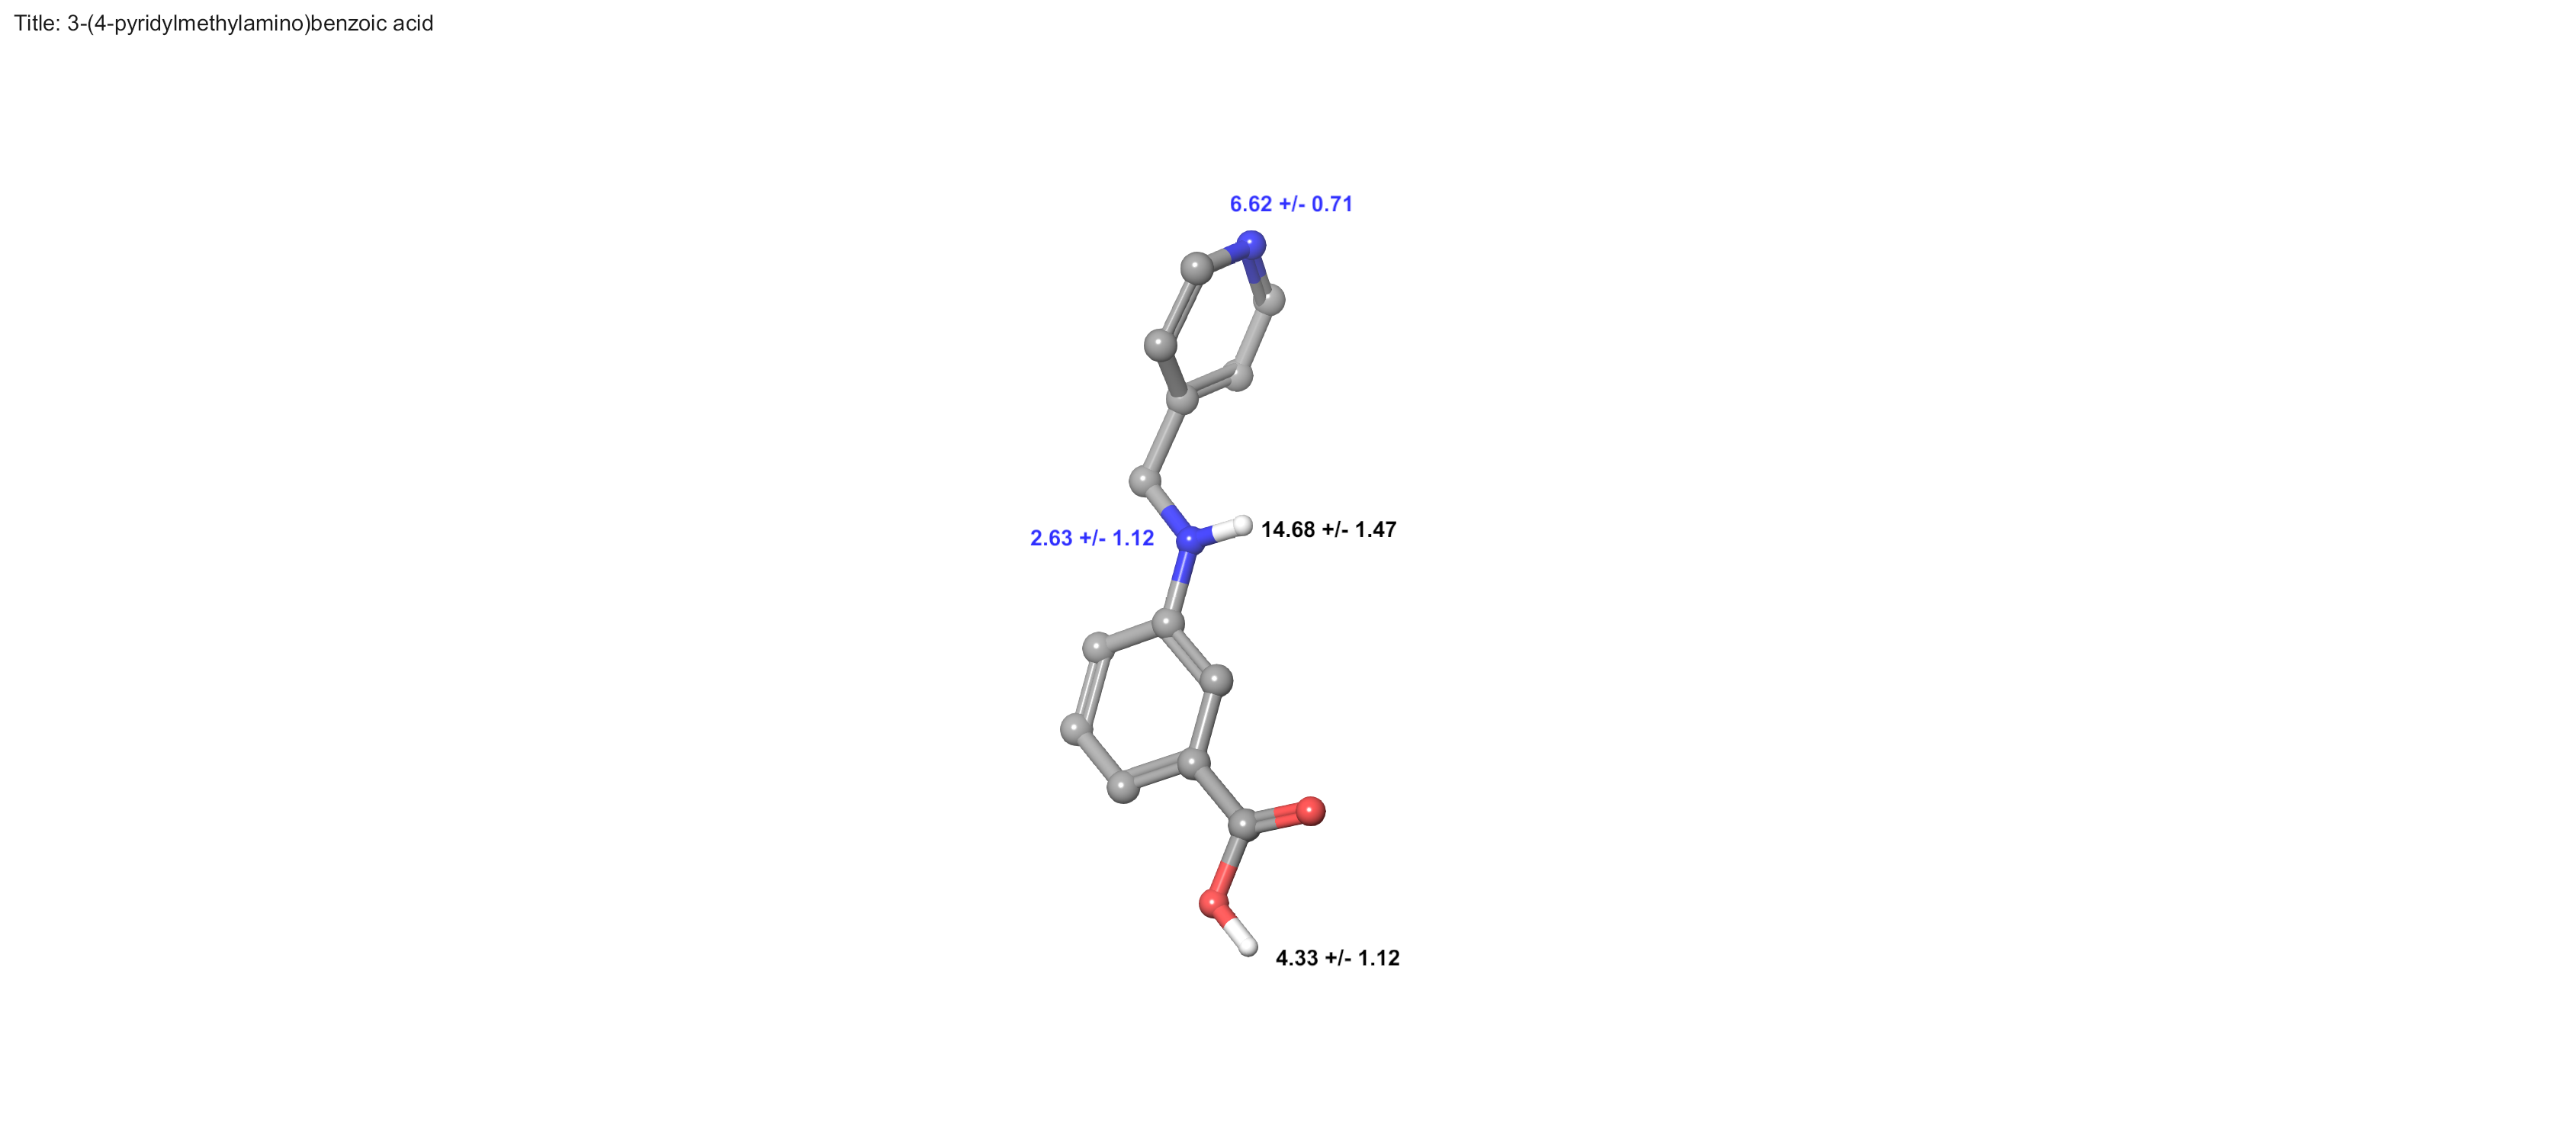 Title: 3-(4-pyridylmethylamino)benzoic acid
6.62 +/- 0.71
2.63 +/- 1.12
14.68 +/- 1.47
4.33 +/- 1.12